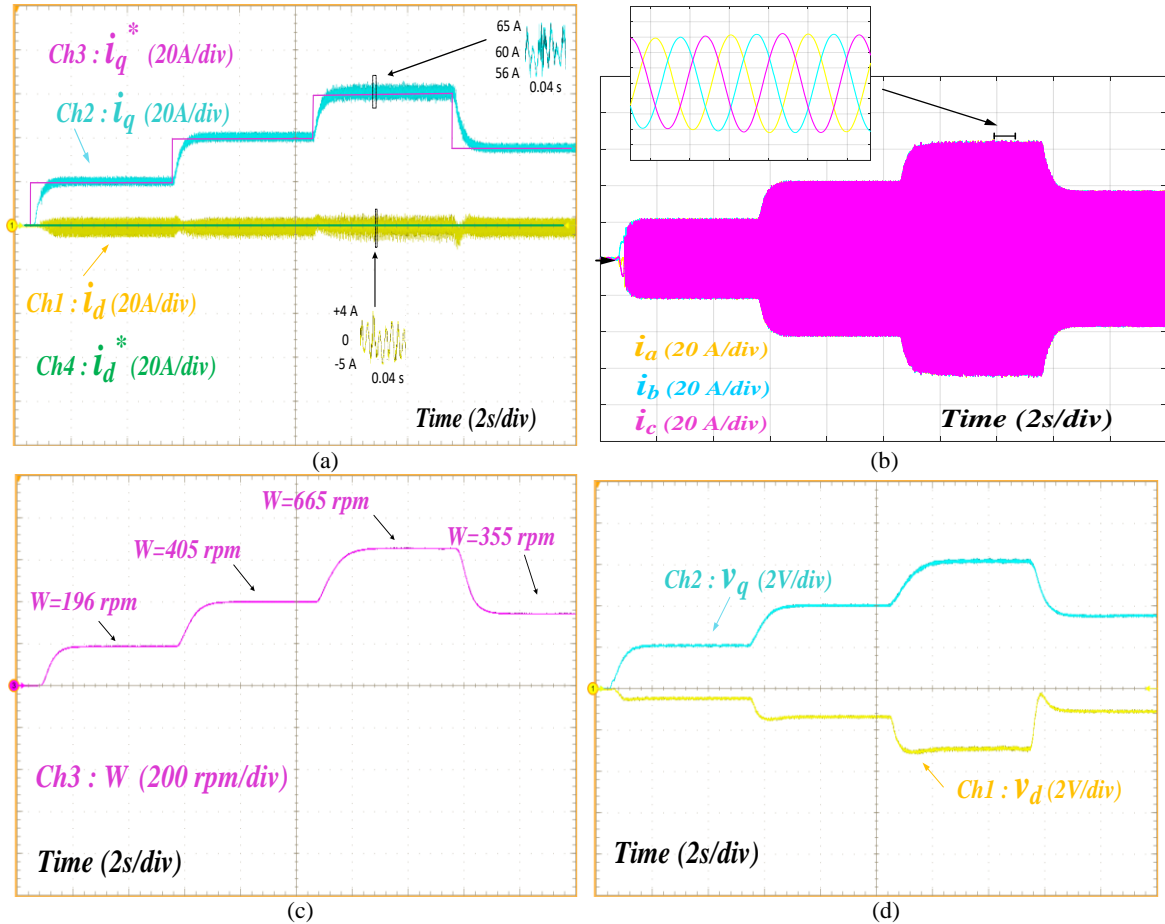 Ch3 : iq* (20A/div)
65 A
60 A
56 A
0.04 s
Ch2 : iq (20A/div)
1
Ch1 : id (20A/div)
+4 A
0
-5 A
0.04 s
Ch4 : id* (20A/div)
Time (2s/div)
(a)
ia (20 A/div)
ib (20 A/div)
ic (20 A/div)
Time (2s/div)
(b)
W=665 rpm
W=405 rpm
W=355 rpm
W=196 rpm
3
Ch3 : W (200 rpm/div)
Time (2s/div)
(c)
Ch2 : vq (2V/div)
1
Ch1 : vd (2V/div)
Time (2s/div)
(d)